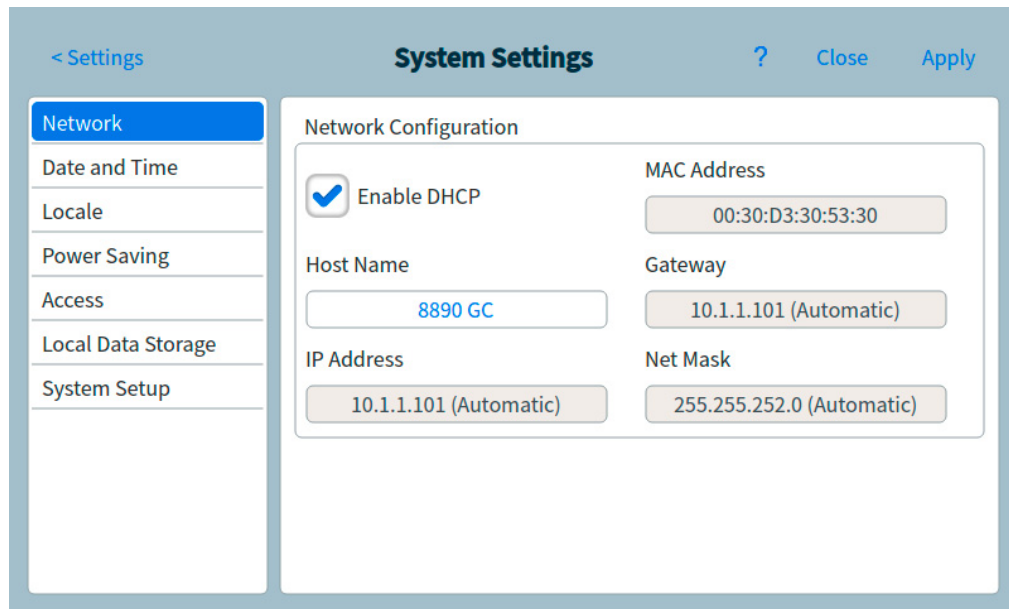 < Settings
System Settings
?
Close
Apply
Network
Date and Time
Locale
Power Saving
Access
Local Data Storage
System Setup
Network Configuration
Enable DHCP
MAC Address
00:30:D3:30:53:30
Host Name
8890 GC
Gateway
10.1.1.101 (Automatic)
IP Address
10.1.1.101 (Automatic)
Net Mask
255.255.252.0 (Automatic)